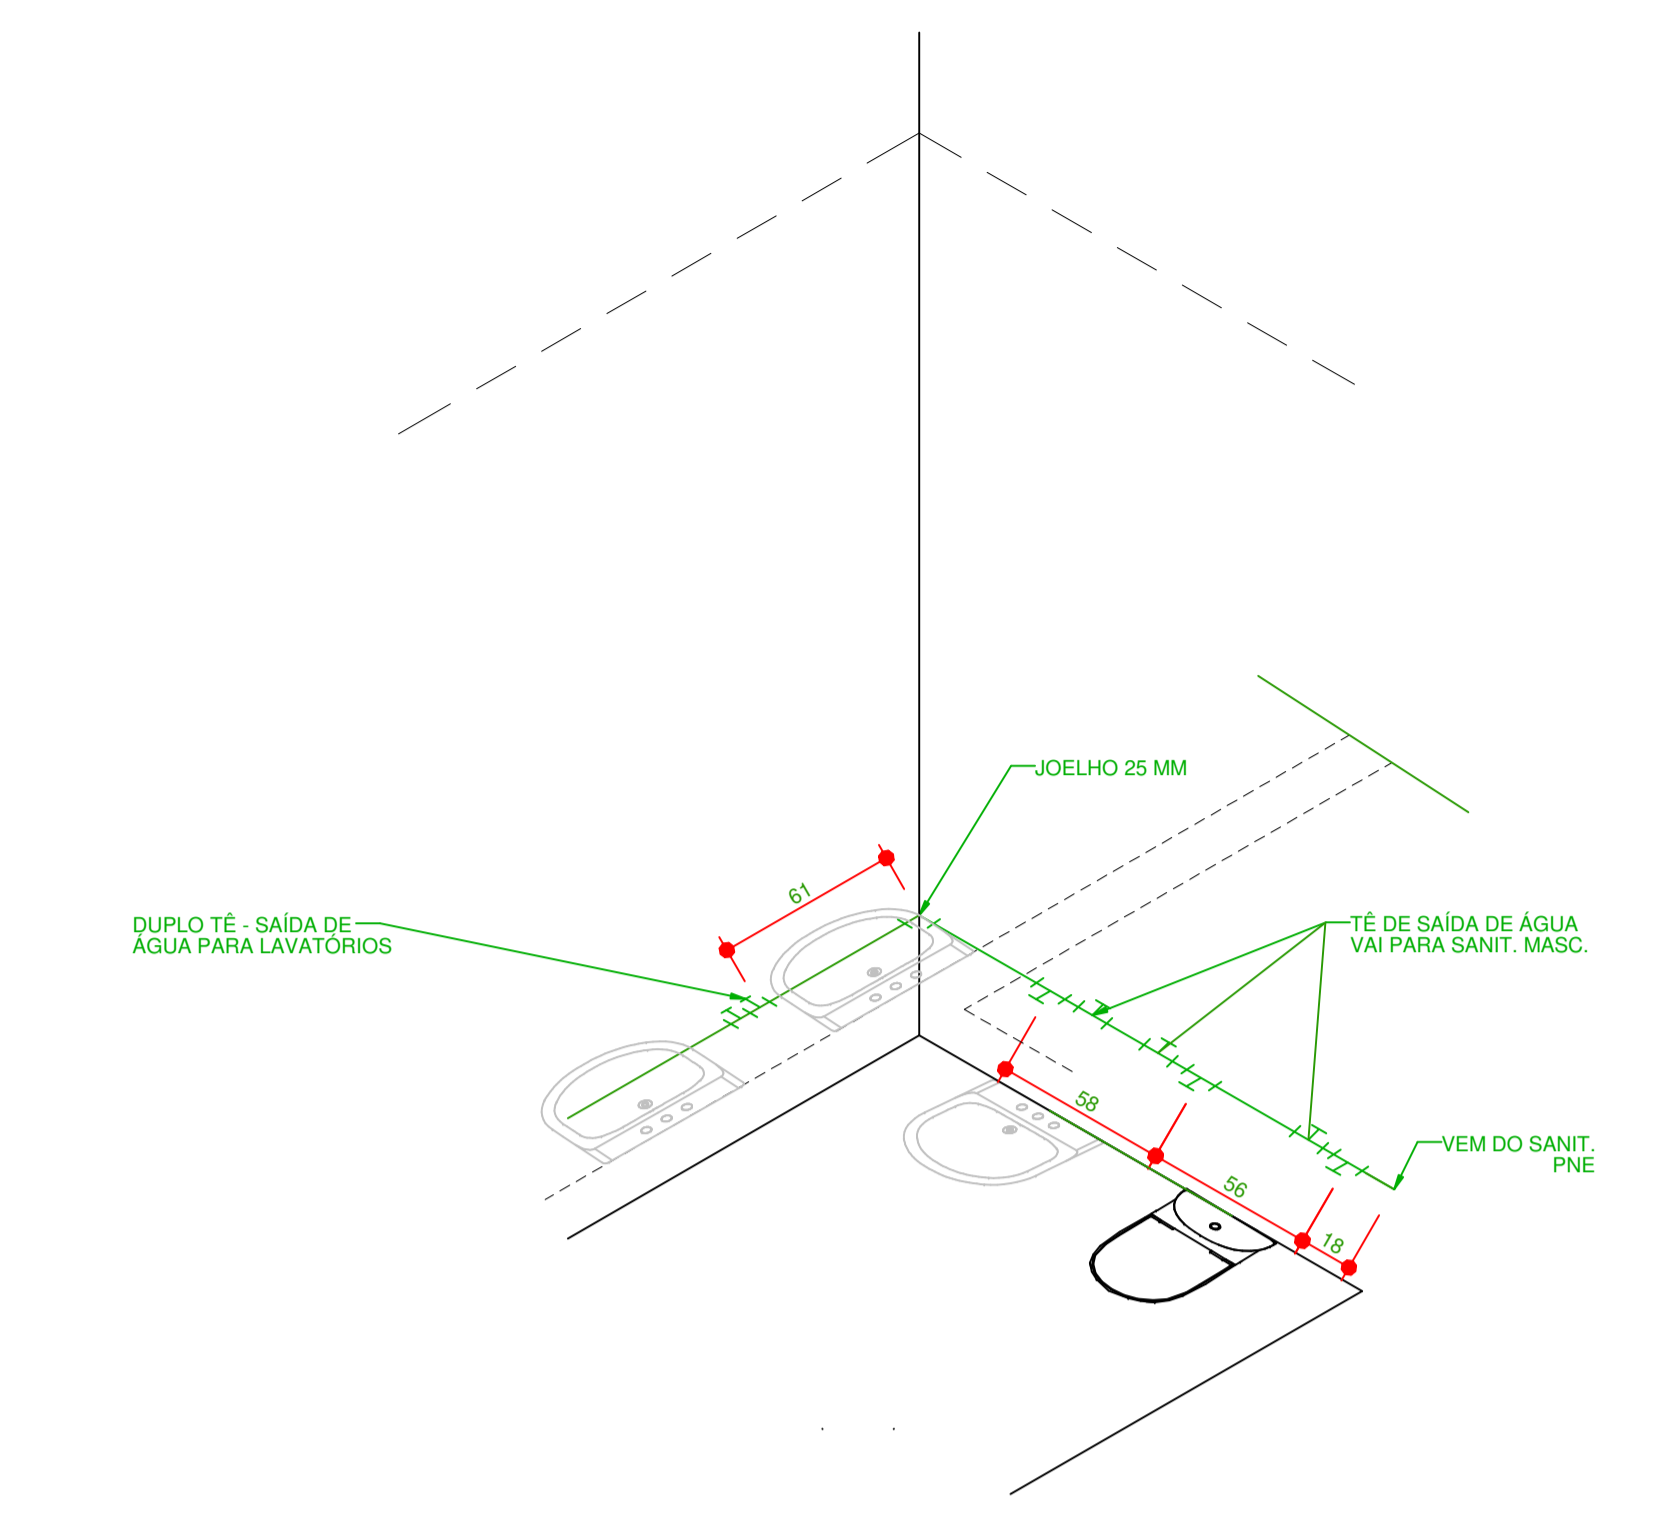 JOELHO 25 MM
61
DUPLO TÊ - SAÍDA DE
ÁGUA PARA LAVATÓRIOS
TÊ DE SAÍDA DE ÁGUA
VAI PARA SANIT. MASC.
58
VEM DO SANIT.
PNE
56
18